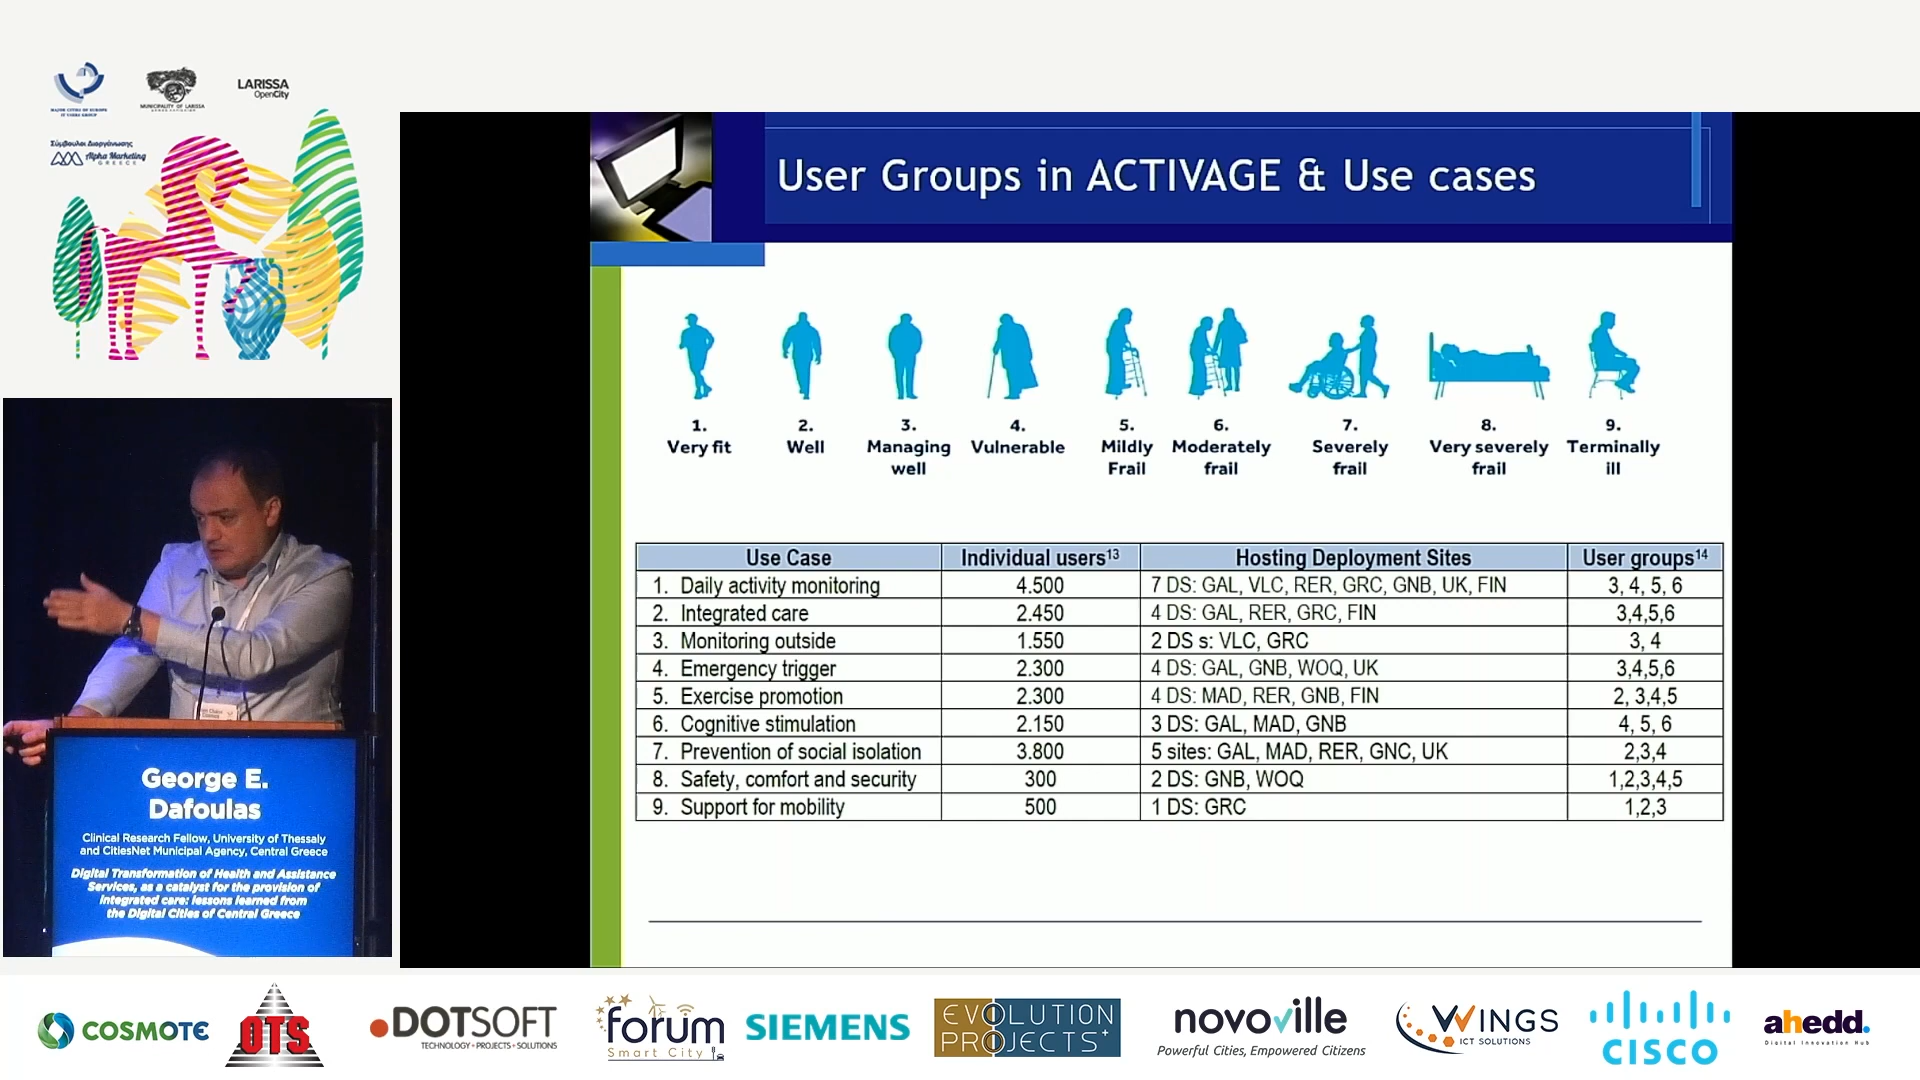 MAJOR CITIES OF EUROPE
IT USERS GROUP
MUNICIPALITY OF LARISSA
LARISSA
OpenCity
Σύμβουλοι Διοργάνωσης
Alpha Marketing
GREECE
User Groups in ACTIVAGE & Use cases
1. Very fit
2. Well
3. Managing well
4. Vulnerable
5. Mildly Frail
6. Moderately frail
7. Severely frail
8. Very severely frail
9. Terminally ill
Use Case Individual users13 Hosting Deployment Sites User groups14
1. Daily activity monitoring 4.500 7 DS: GAL, VLC, RER, GRC, GNB, UK, FIN 3, 4, 5, 6
2. Integrated care 2.450 4 DS: GAL, RER, GRC, FIN 3,4,5,6
3. Monitoring outside 1.550 2 DS s: VLC, GRC 3, 4
4. Emergency trigger 2.300 4 DS: GAL, GNB, WOQ, UK 3,4,5,6
5. Exercise promotion 2.300 4 DS: MAD, RER, GNB, FIN 2, 3,4,5
6. Cognitive stimulation 2.150 3 DS: GAL, MAD, GNB 4, 5, 6
7. Prevention of social isolation 3.800 5 sites: GAL, MAD, RER, GNC, UK 2,3,4
8. Safety, comfort and security 300 2 DS: GNB, WOQ 1,2,3,4,5
9. Support for mobility 500 1 DS: GRC 1,2,3
George E.
Dafoulas
Clinical Research Fellow, University of Thessaly
and CitiesNet Municipal Agency, Central Greece
Digital Transformation of Health and Assistance
Services, as a catalyst for the provision of
integrated care: lessons learned from
the Digital Cities of Central Greece
COSMOTE
OTS
DOTSOFT
TECHNOLOGY • PROJECTS • SOLUTIONS
forum
Smart City
SIEMENS
EVOLUTION
PROJECTS+
novoville
Powerful Cities, Empowered Citizens
WINGS
ICT SOLUTIONS
CISCO
ahedd.
Digital Innovation Hub